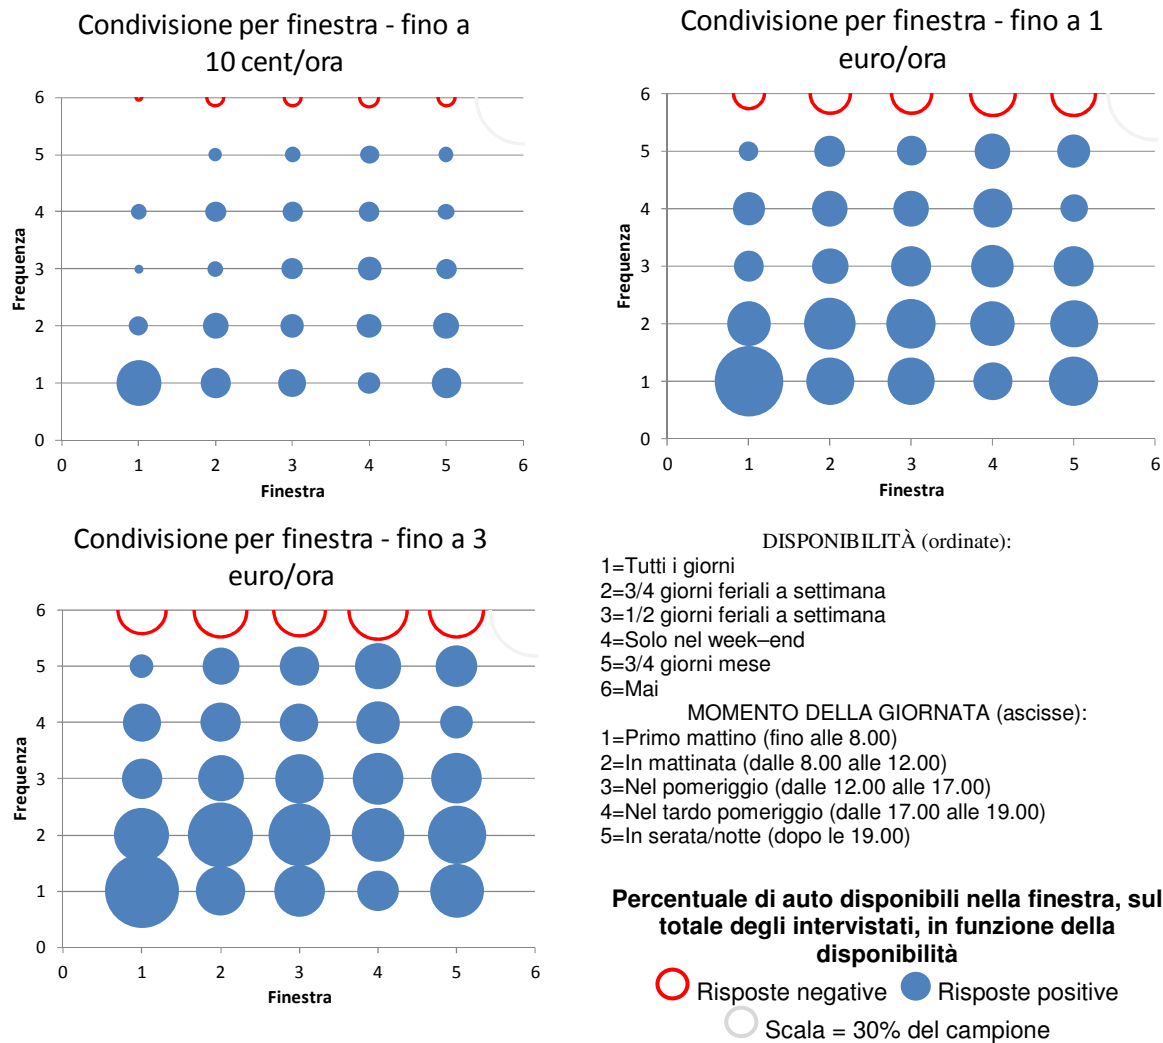 Condivisione per finestra - fino a
10 cent/ora
6
5
4
3
2
1
0
0 1 2 3 4 5 6
Frequenza
Finestra
Condivisione per finestra - fino a 1
euro/ora
6
5
4
3
2
1
0
0 1 2 3 4 5 6
Frequenza
Finestra
Condivisione per finestra - fino a 3
euro/ora
6
5
4
3
2
1
0
0 1 2 3 4 5 6
Frequenza
Finestra
DISPONIBILITÀ (ordinate):
1=Tutti i giorni
2=3/4 giorni feriali a settimana
3=1/2 giorni feriali a settimana
4=Solo nel week–end
5=3/4 giorni mese
6=Mai
MOMENTO DELLA GIORNATA (ascisse):
1=Primo mattino (fino alle 8.00)
2=In mattinata (dalle 8.00 alle 12.00)
3=Nel pomeriggio (dalle 12.00 alle 17.00)
4=Nel tardo pomeriggio (dalle 17.00 alle 19.00)
5=In serata/notte (dopo le 19.00)
Percentuale di auto disponibili nella finestra, sul
totale degli intervistati, in funzione della
disponibilità
Risposte negative Risposte positive
Scala = 30% del campione